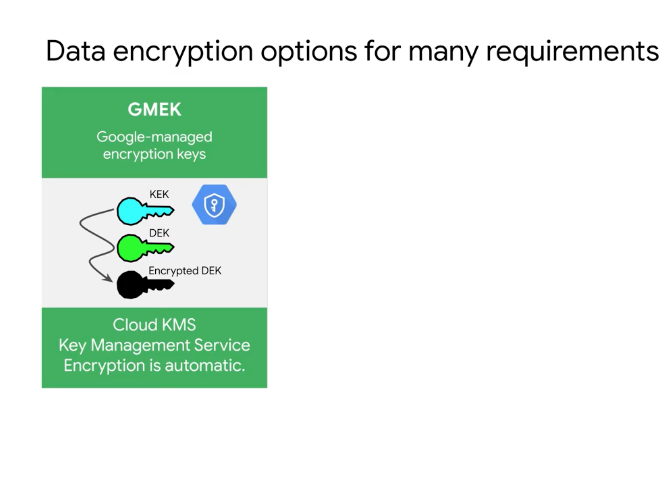 Data encryption options for many requirements
GMEK
Google-managed
encryption keys
KEK
DEK
Encrypted DEK
Cloud KMS
Key Management Service
Encryption is automatic.